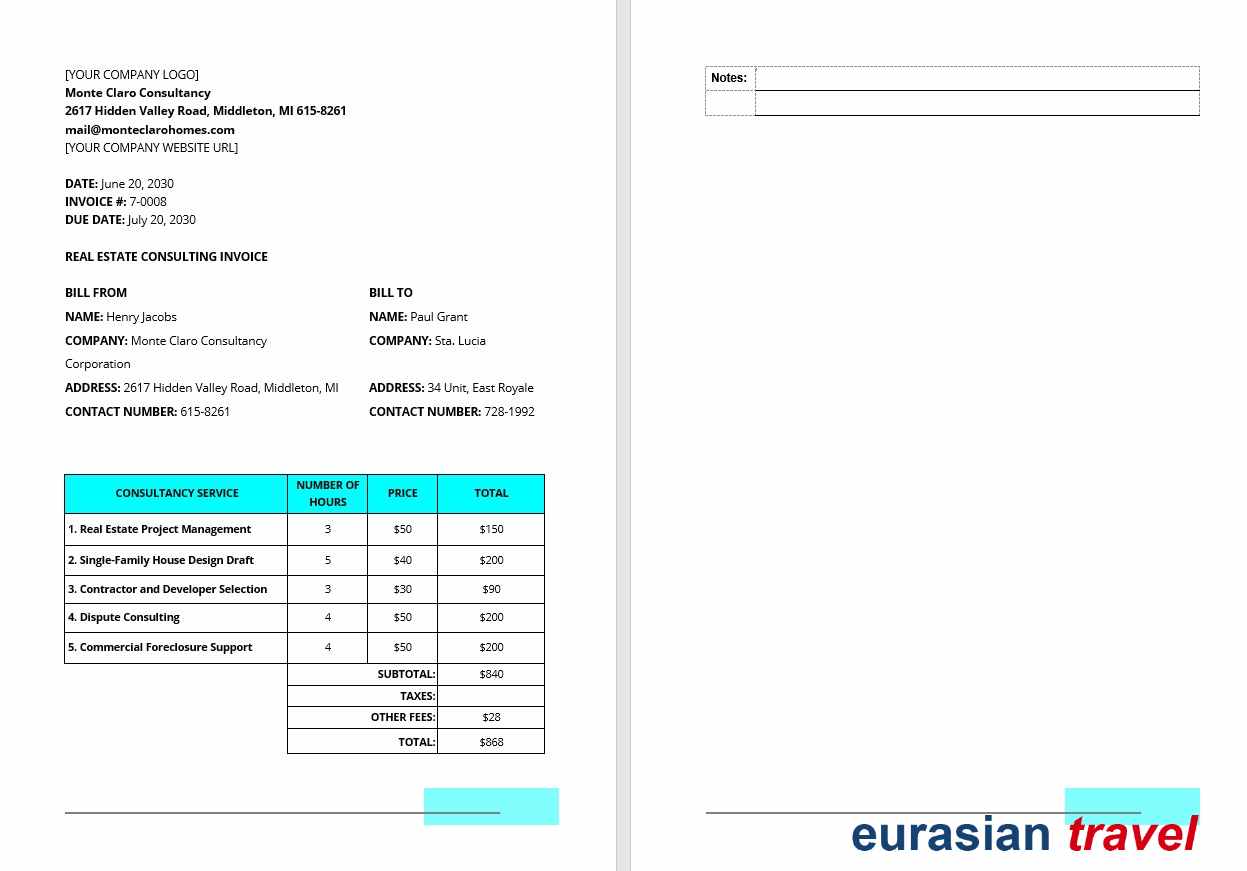 [YOUR COMPANY LOGO]
Monte Claro Consultancy
2617 Hidden Valley Road, Middleton, MI 615-8261
mail@monteclarohomes.com
[YOUR COMPANY WEBSITE URL]
DATE: June 20, 2030
INVOICE #: 7-0008
DUE DATE: July 20, 2030
REAL ESTATE CONSULTING INVOICE
BILL FROM
NAME: Henry Jacobs
COMPANY: Monte Claro Consultancy
Corporation
ADDRESS: 2617 Hidden Valley Road, Middleton, MI
CONTACT NUMBER: 615-8261
BILL TO
NAME: Paul Grant
COMPANY: Sta. Lucia
ADDRESS: 34 Unit, East Royale
CONTACT NUMBER: 728-1992
CONSULTANCY SERVICE NUMBER OF HOURS PRICE TOTAL
1. Real Estate Project Management 3 $50 $150
2. Single-Family House Design Draft 5 $40 $200
3. Contractor and Developer Selection 3 $30 $90
4. Dispute Consulting 4 $50 $200
5. Commercial Foreclosure Support 4 $50 $200
SUBTOTAL: $840
TAXES:
OTHER FEES: $28
TOTAL: $868
Notes:
eurasian travel